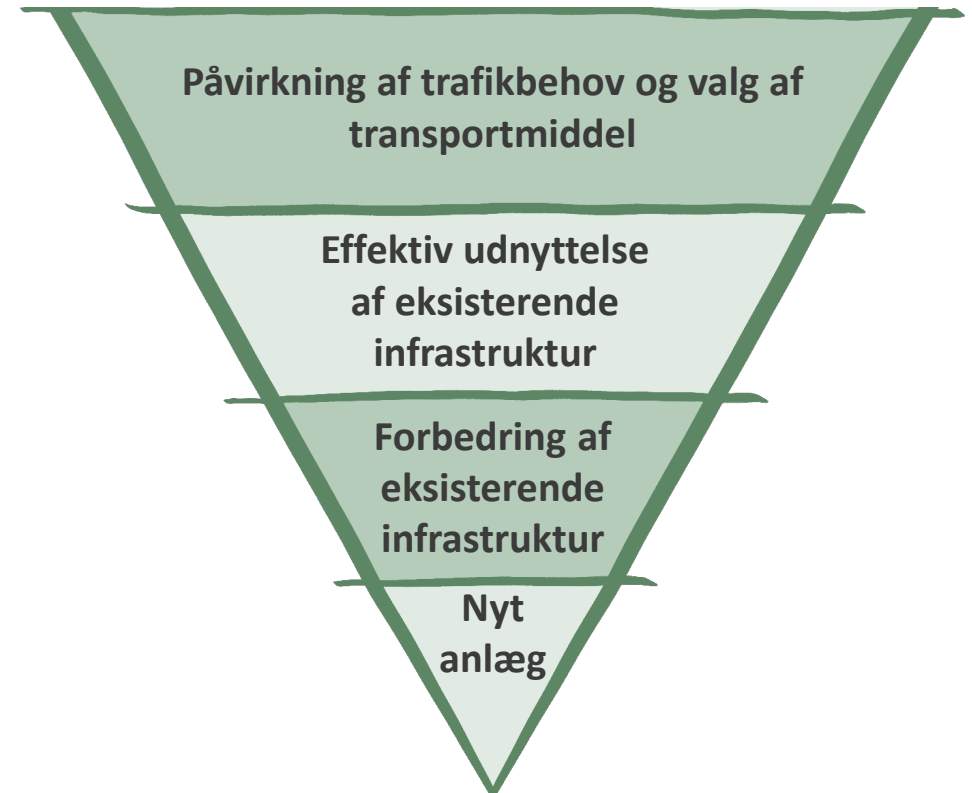 Påvirkning af trafikbehov og valg af
transportmiddel
Effektiv udnyttelse
af eksisterende
infrastruktur
Forbedring af
eksisterende
infrastruktur
Nyt
anlæg